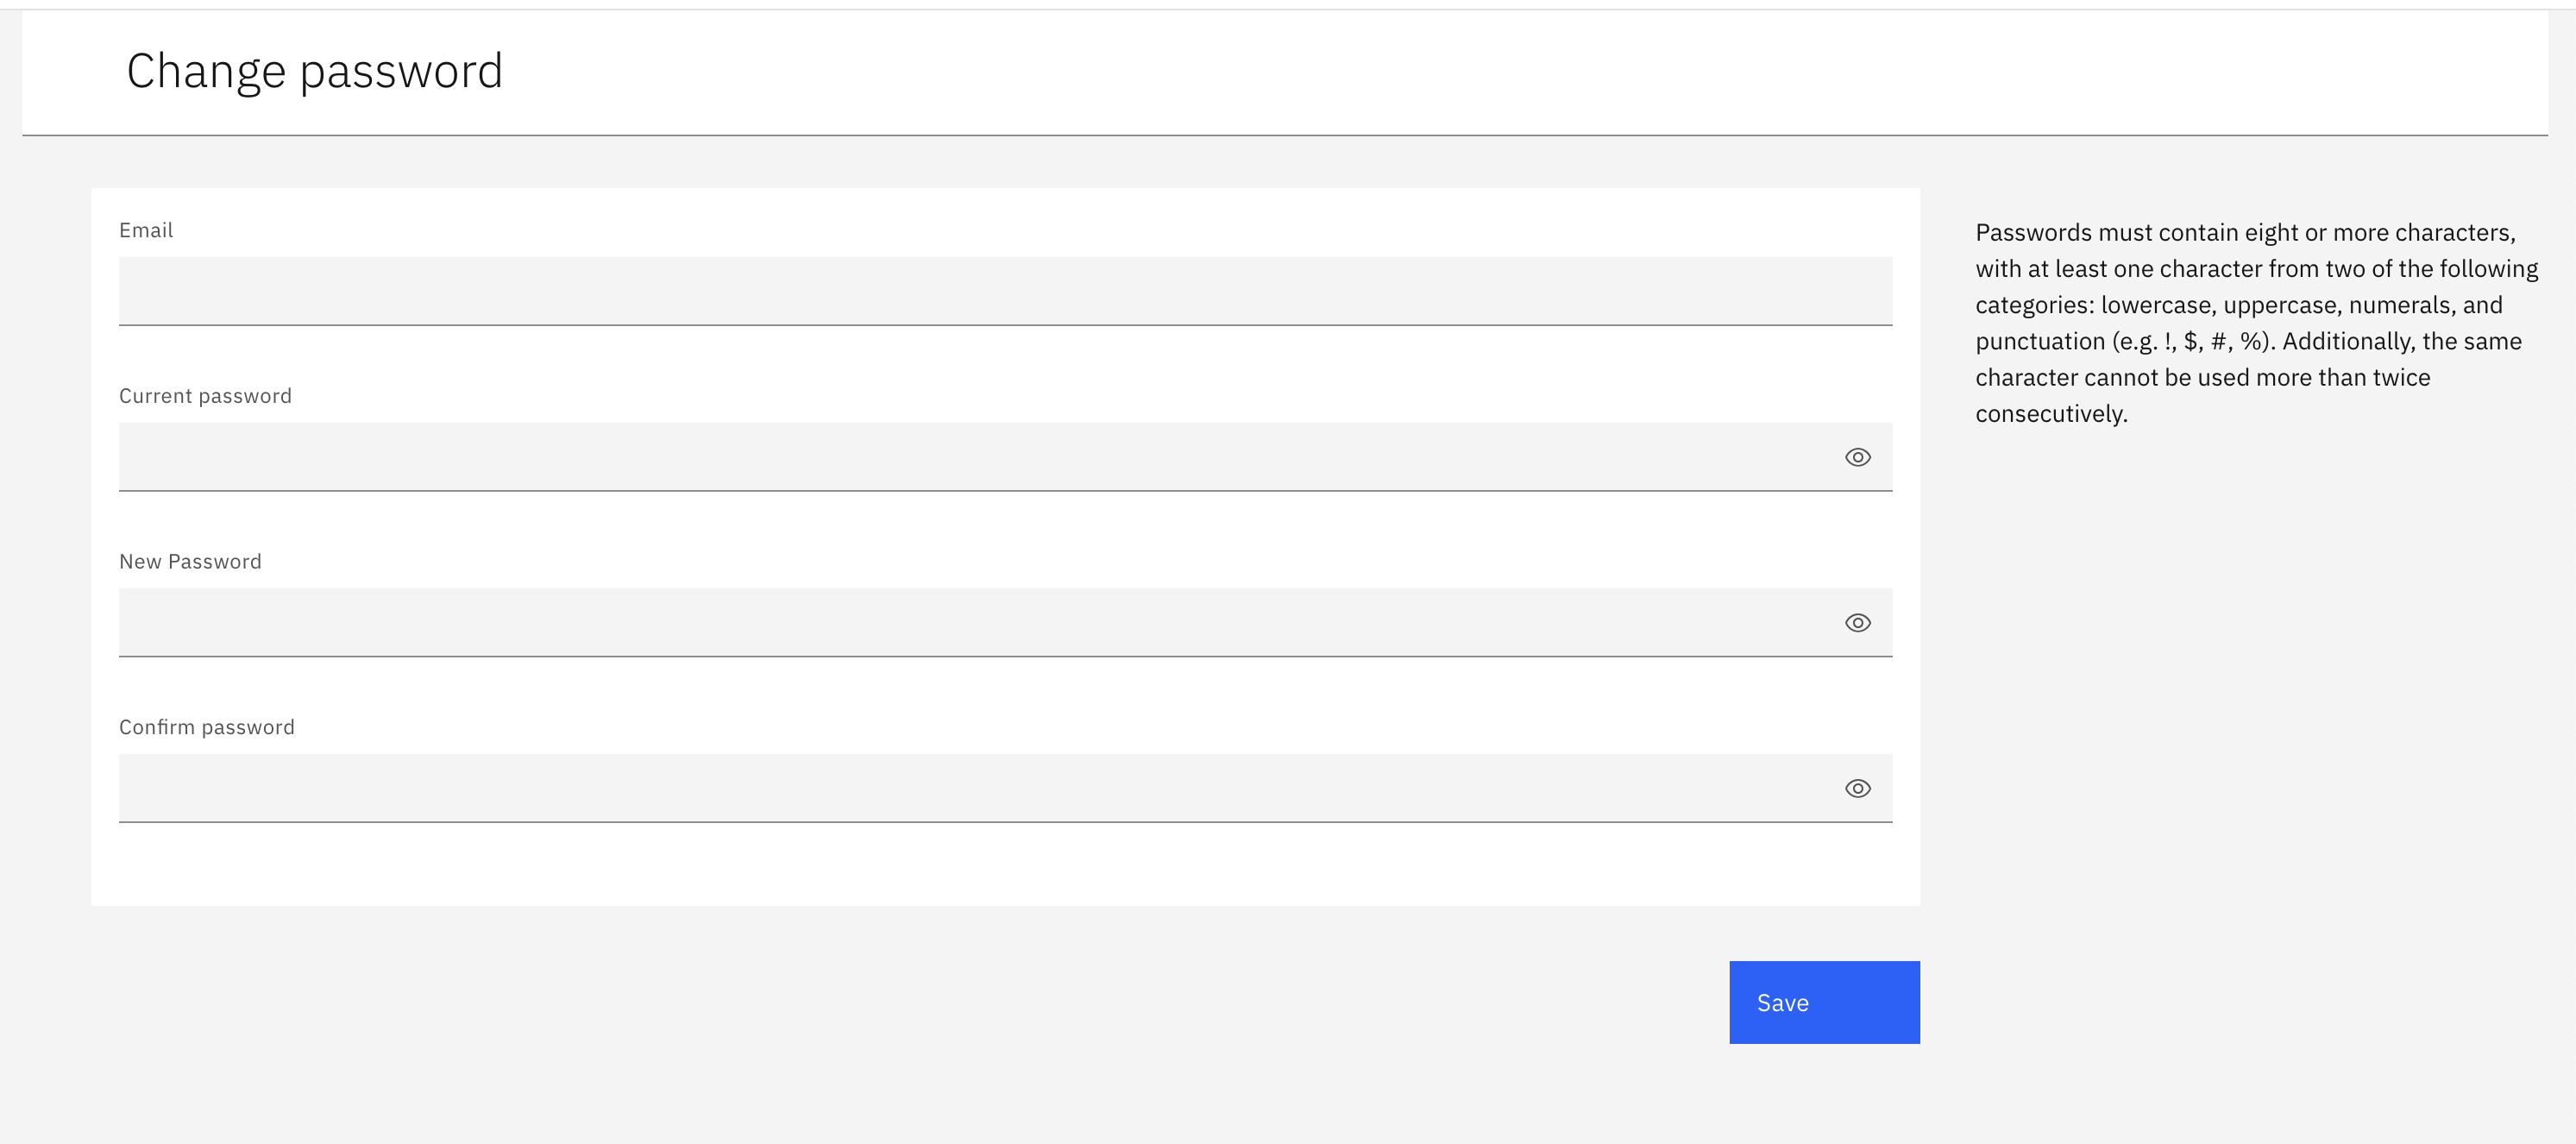 Change password
Email
Current password
New Password
Confirm password
Passwords must contain eight or more characters,
with at least one character from two of the following
categories: lowercase, uppercase, numerals, and
punctuation (e.g. !, $, #, %). Additionally, the same
character cannot be used more than twice
consecutively.
Save